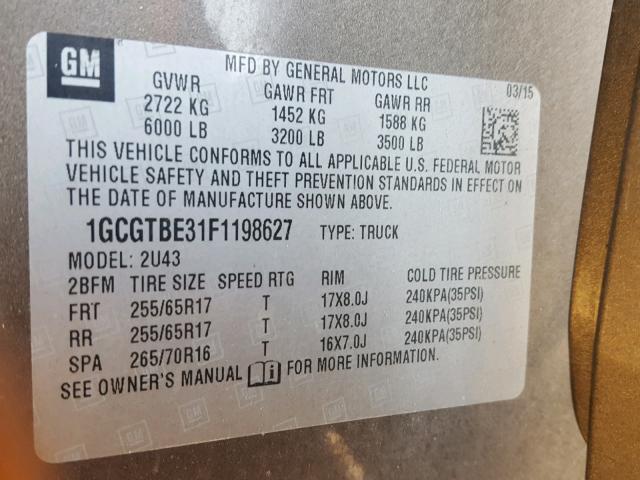 GM
MFD BY GENERAL MOTORS LLC
03/15
GVWR GAWR FRT GAWR RR
2722 KG 1452 KG 1588 KG
6000 LB 3200 LB 3500 LB
THIS VEHICLE CONFORMS TO ALL APPLICABLE U.S. FEDERAL MOTOR
VEHICLE SAFETY AND THEFT PREVENTION STANDARDS IN EFFECT ON
THE DATE OF MANUFACTURE SHOWN ABOVE.
1GCGTBE31F1198627 TYPE: TRUCK
MODEL: 2U43
2BFM TIRE SIZE SPEED RTG RIM COLD TIRE PRESSURE
FRT 255/65R17 T 17X8.0J 240KPA(35PSI)
RR 255/65R17 T 17X8.0J 240KPA(35PSI)
SPA 265/70R16 T 16X7.0J 240KPA(35PSI)
SEE OWNER'S MANUAL FOR MORE INFORMATION.